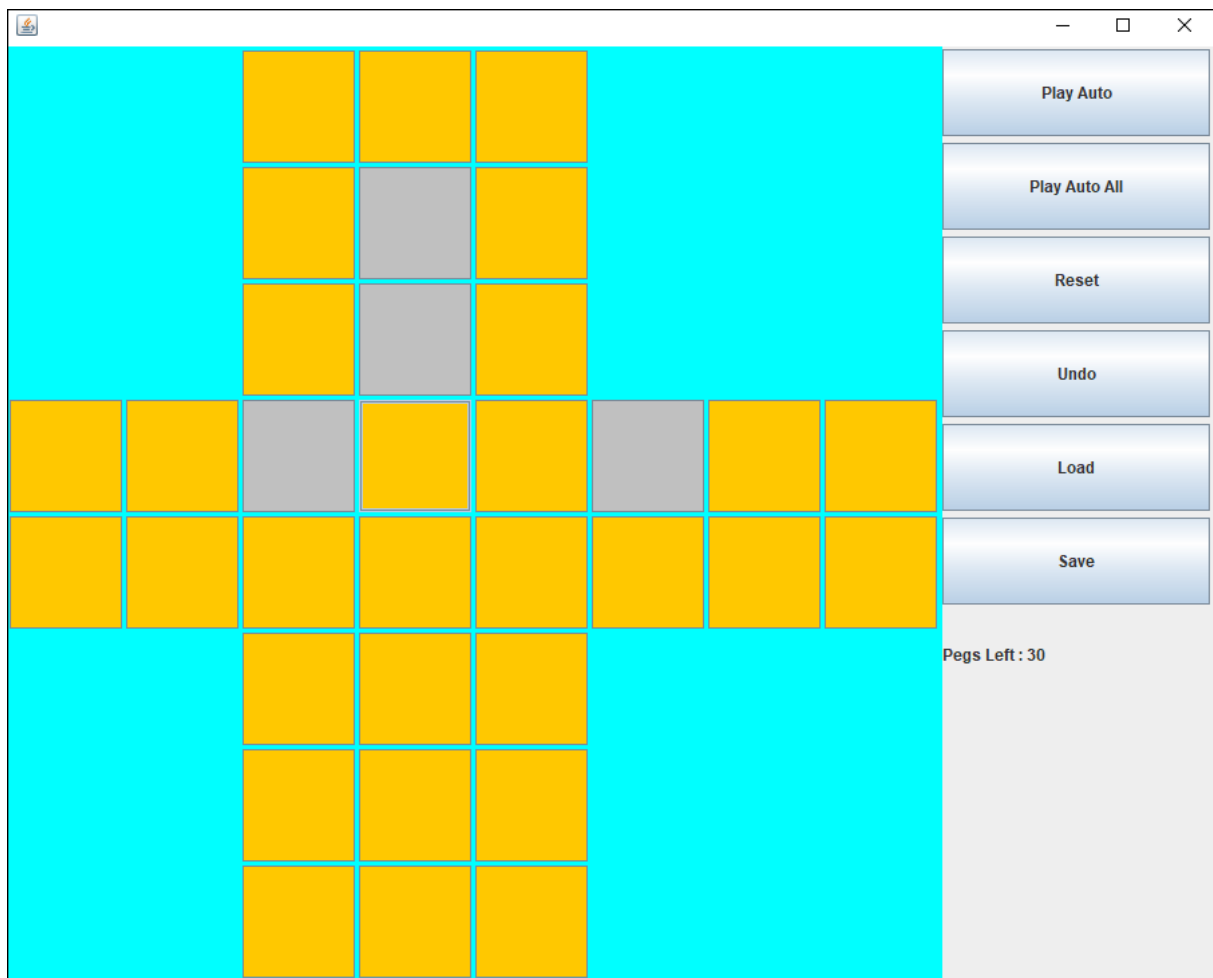 Play Auto
Play Auto All
Reset
Undo
Load
Save
Pegs Left : 30